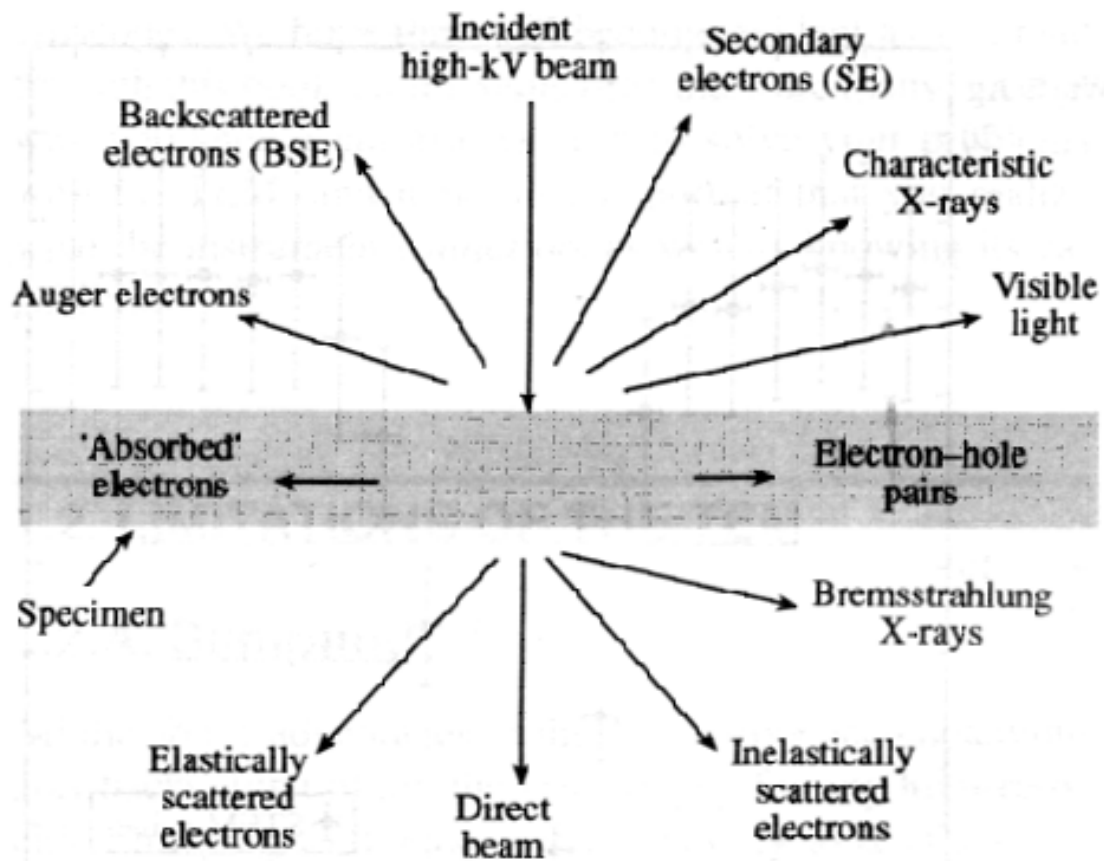 Incident
high-kV beam
Secondary
electrons (SE)
Backscattered
electrons (BSE)
Characteristic
X-rays
Auger electrons
Visible
light
'Absorbed'
electrons
Electron–hole
pairs
Specimen
Bremsstrahlung
X-rays
Elastically
scattered
electrons
Direct
beam
Inelastically
scattered
electrons